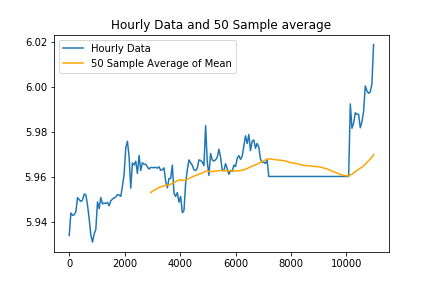 Hourly Data and 50 Sample average
Hourly Data
50 Sample Average of Mean
6.02
6.00
5.98
5.96
5.94
0 2000 4000 6000 8000 10000